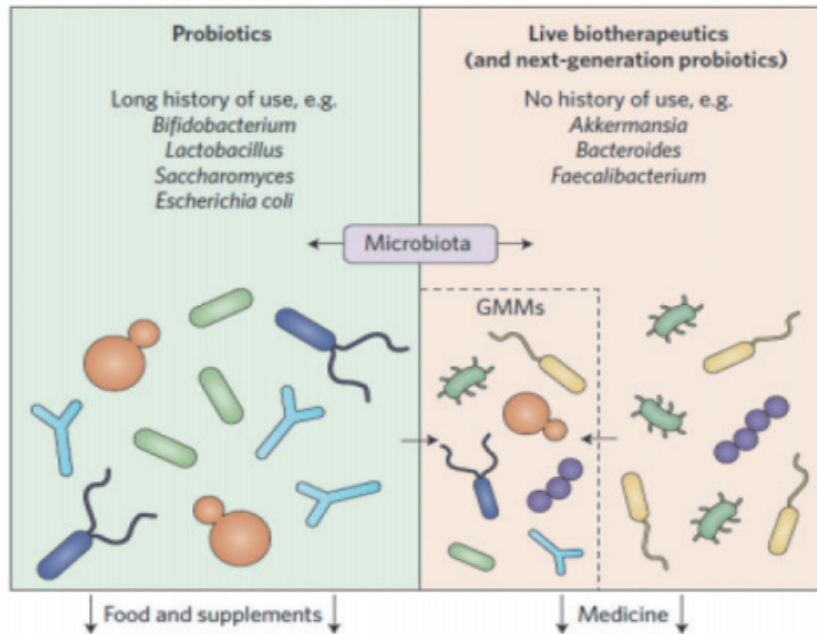 Probiotics
Long history of use, e.g.
Bifidobacterium
Lactobacillus
Saccharomyces
Escherichia coli
Live biotherapeutics
(and next-generation probiotics)
No history of use, e.g.
Akkermansia
Bacteroides
Faecalibacterium
Microbiota
GMMs
Food and supplements
Medicine